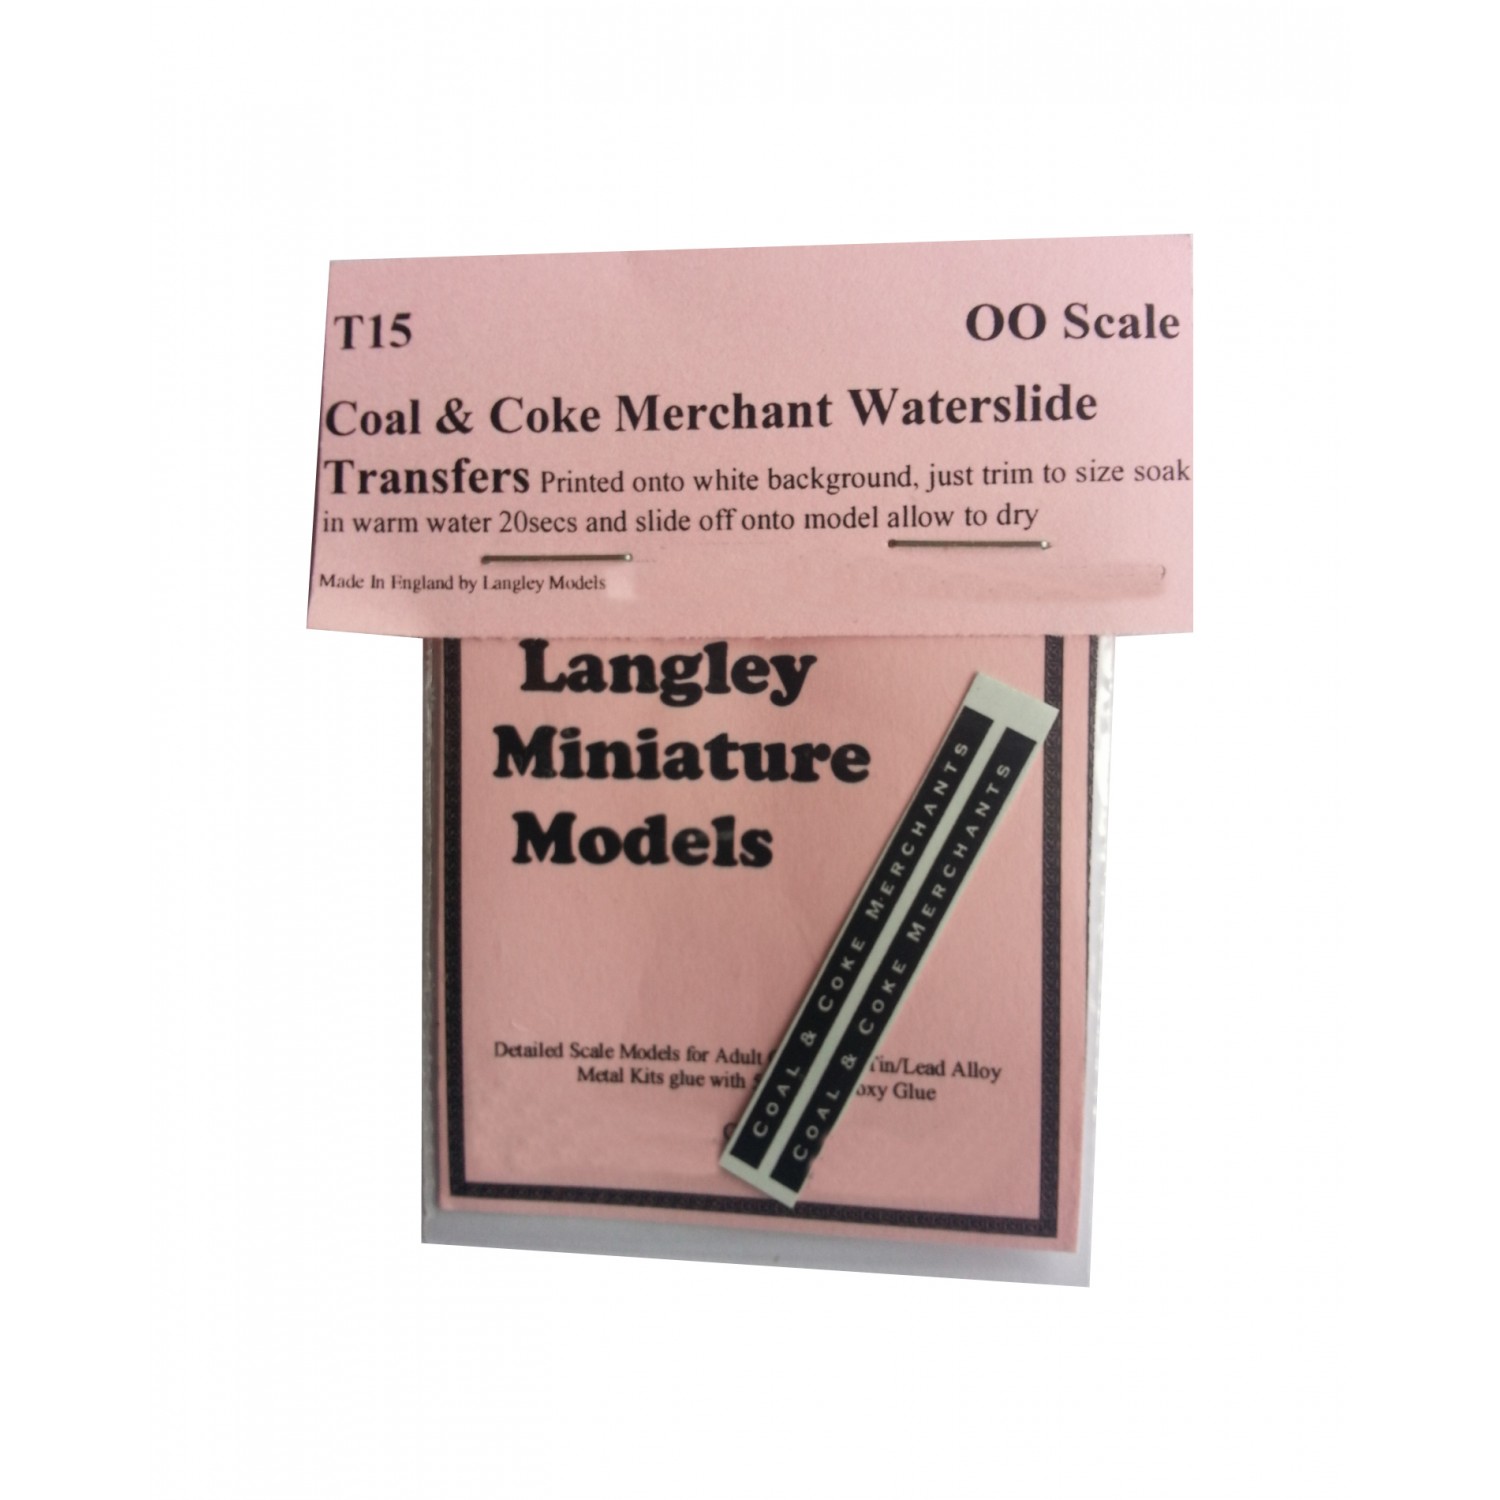 T15
OO Scale
Coal & Coke Merchant Waterslide
Transfers Printed onto white background, just trim to size soak
in warm water 20secs and slide off onto model allow to dry
Made In England by Langley Models
Langley
Miniature
Models
COAL & COKE MERCHANTS
COAL & COKE MERCHANTS
Detailed Scale Models for Adult Tin/Lead Alloy
Metal Kits glue with Glue